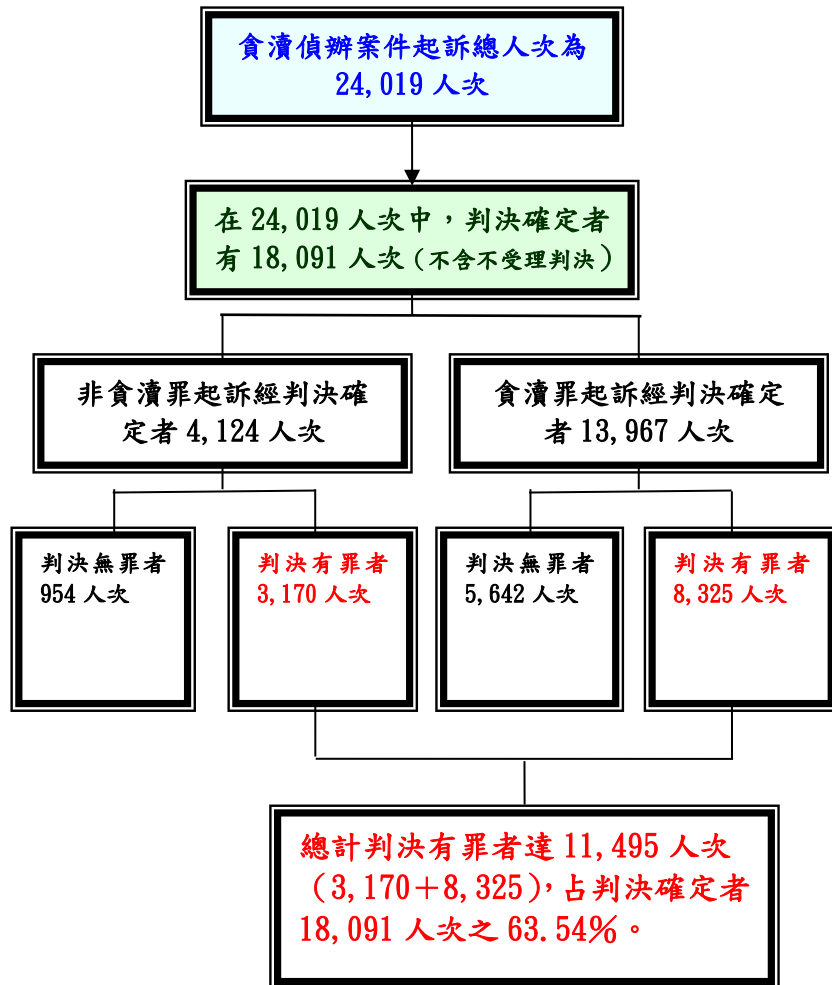 貪瀆偵辦案件起訴總人次為
24,019 人次
在 24,019 人次中，判決確定者
有 18,091 人次（不含不受理判決）
非貪瀆罪起訴經判決確
定者 4,124 人次
貪瀆罪起訴經判決確定
者 13,967 人次
判決無罪者
954 人次
判決有罪者
3,170 人次
判決無罪者
5,642 人次
判決有罪者
8,325 人次
總計判決有罪者達 11,495 人次
（3,170＋8,325），占判決確定者
18,091 人次之 63.54％。